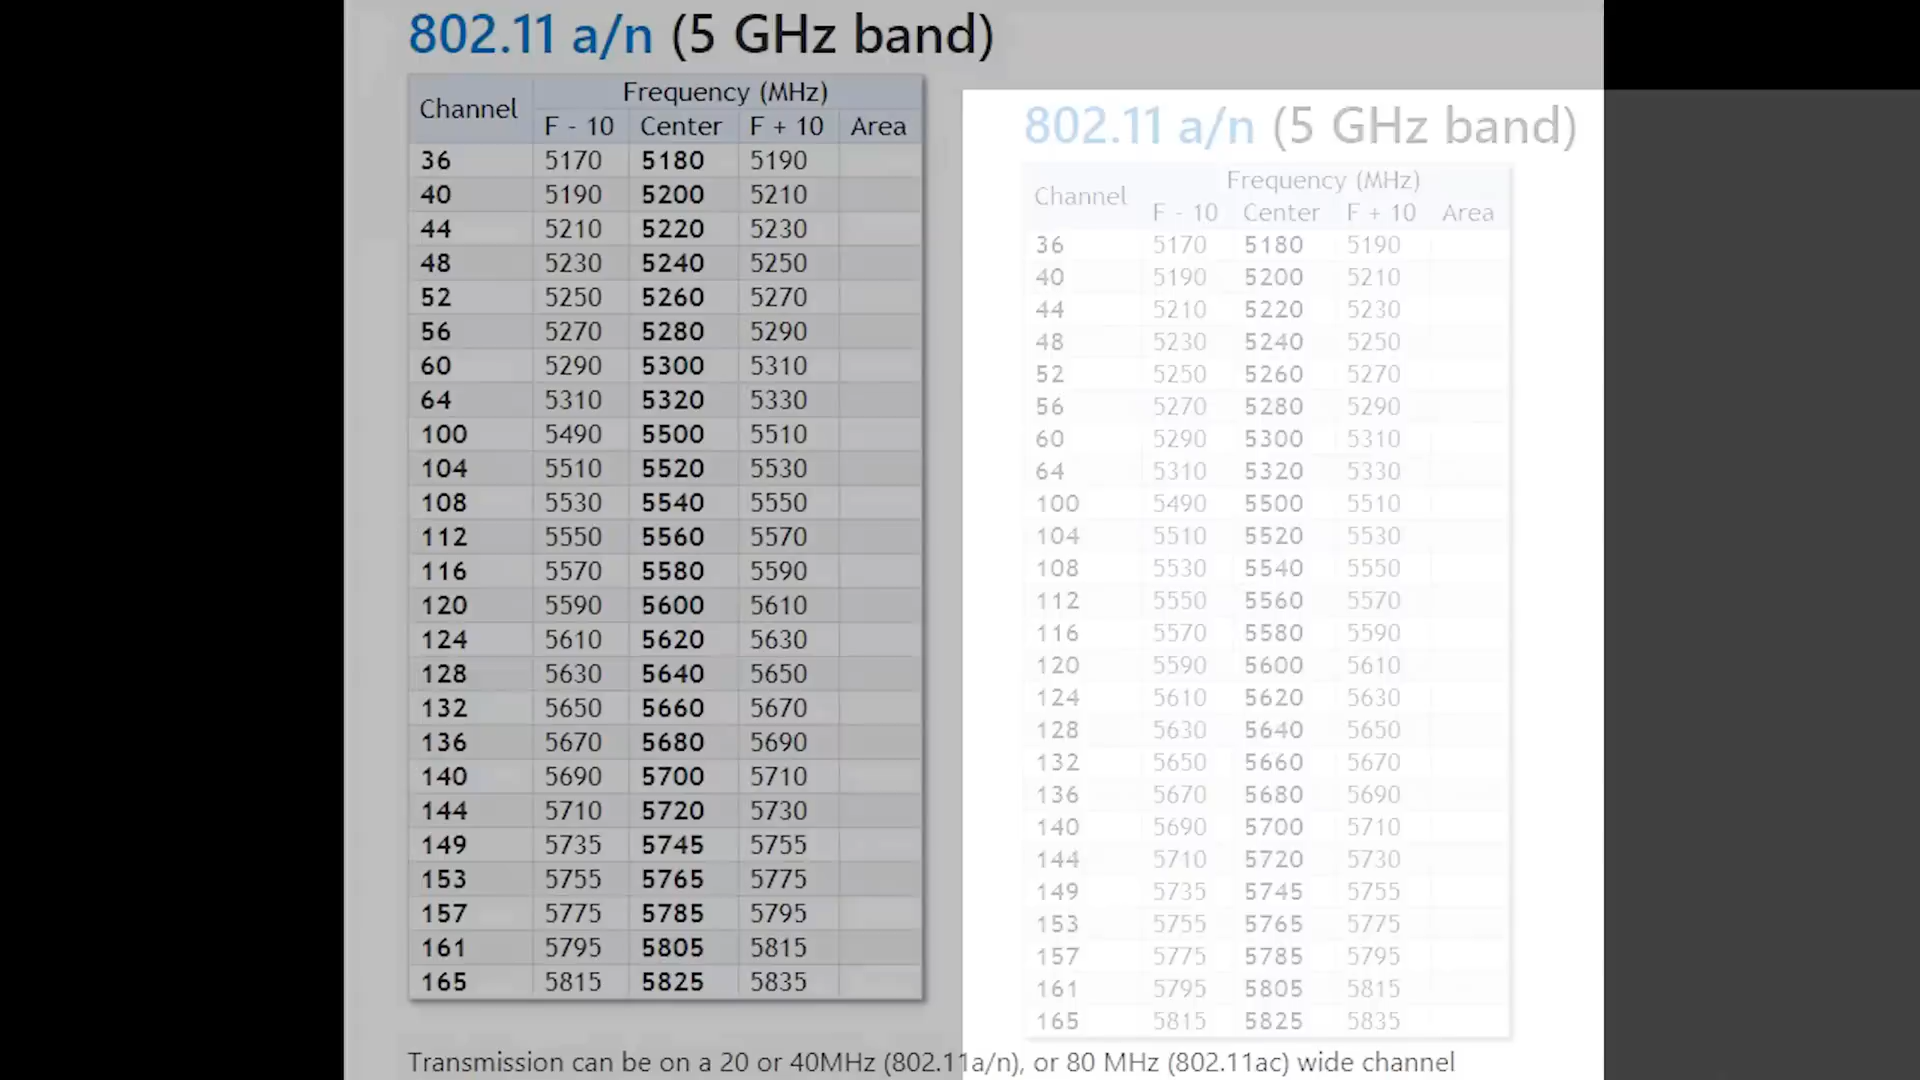 802.11 a/n (5 GHz band)
Channel Frequency (MHz)
F - 10 Center F + 10 Area
36 5170 5180 5190
40 5190 5200 5210
44 5210 5220 5230
48 5230 5240 5250
52 5250 5260 5270
56 5270 5280 5290
60 5290 5300 5310
64 5310 5320 5330
100 5490 5500 5510
104 5510 5520 5530
108 5530 5540 5550
112 5550 5560 5570
116 5570 5580 5590
120 5590 5600 5610
124 5610 5620 5630
128 5630 5640 5650
132 5650 5660 5670
136 5670 5680 5690
140 5690 5700 5710
144 5710 5720 5730
149 5735 5745 5755
153 5755 5765 5775
157 5775 5785 5795
161 5795 5805 5815
165 5815 5825 5835
802.11 a/n (5 GHz band)
Channel Frequency (MHz)
F - 10 Center F + 10 Area
36 5170 5180 5190
40 5190 5200 5210
44 5210 5220 5230
48 5230 5240 5250
52 5250 5260 5270
56 5270 5280 5290
60 5290 5300 5310
64 5310 5320 5330
100 5490 5500 5510
104 5510 5520 5530
108 5530 5540 5550
112 5550 5560 5570
116 5570 5580 5590
120 5590 5600 5610
124 5610 5620 5630
128 5630 5640 5650
132 5650 5660 5670
136 5670 5680 5690
140 5690 5700 5710
144 5710 5720 5730
149 5735 5745 5755
153 5755 5765 5775
157 5775 5785 5795
161 5795 5805 5815
165 5815 5825 5835
Transmission can be on a 20 or 40MHz (802.11a/n), or 80 MHz (802.11ac) wide channel